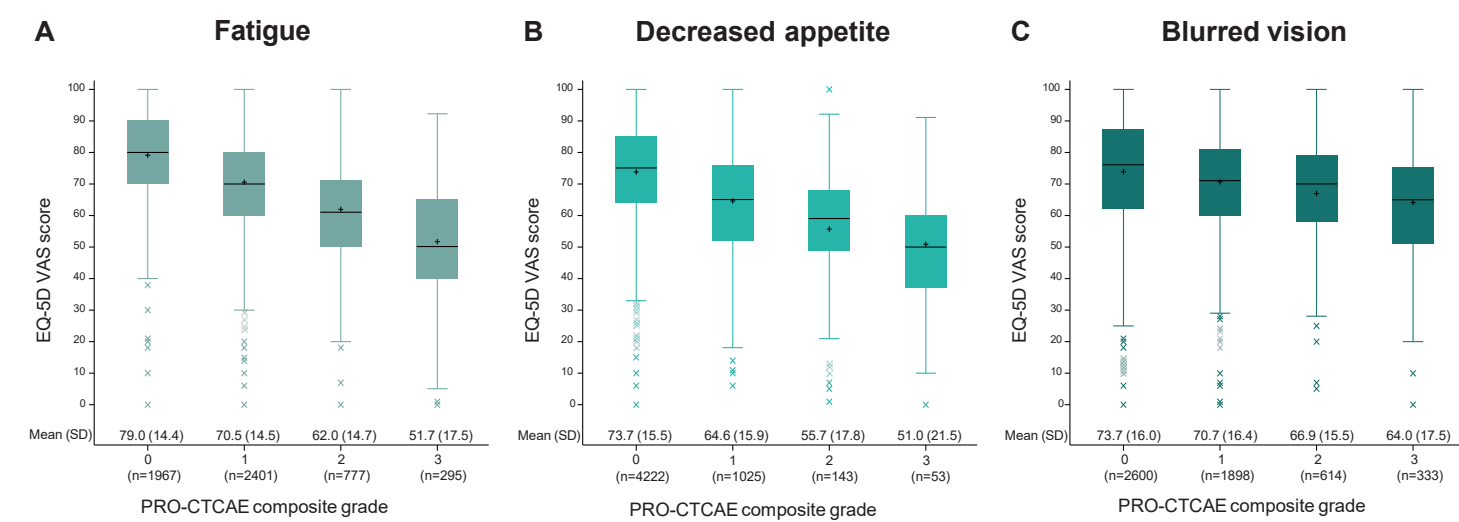 A Fatigue
EQ-5D VAS score
100
90
80
70
60
50
40
30
20
10
0
Mean (SD) 79.0 (14.4) 70.5 (14.5) 62.0 (14.7) 51.7 (17.5)
0 1 2 3
(n=1967) (n=2401) (n=777) (n=295)
PRO-CTCAE composite grade
B Decreased appetite
EQ-5D VAS score
100
90
80
70
60
50
40
30
20
10
0
Mean (SD) 73.7 (15.5) 64.6 (15.9) 55.7 (17.8) 51.0 (21.5)
0 1 2 3
(n=4222) (n=1025) (n=143) (n=53)
PRO-CTCAE composite grade
C Blurred vision
EQ-5D VAS score
100
90
80
70
60
50
40
30
20
10
0
Mean (SD) 73.7 (16.0) 70.7 (16.4) 66.9 (15.5) 64.0 (17.5)
0 1 2 3
(n=2600) (n=1898) (n=614) (n=333)
PRO-CTCAE composite grade